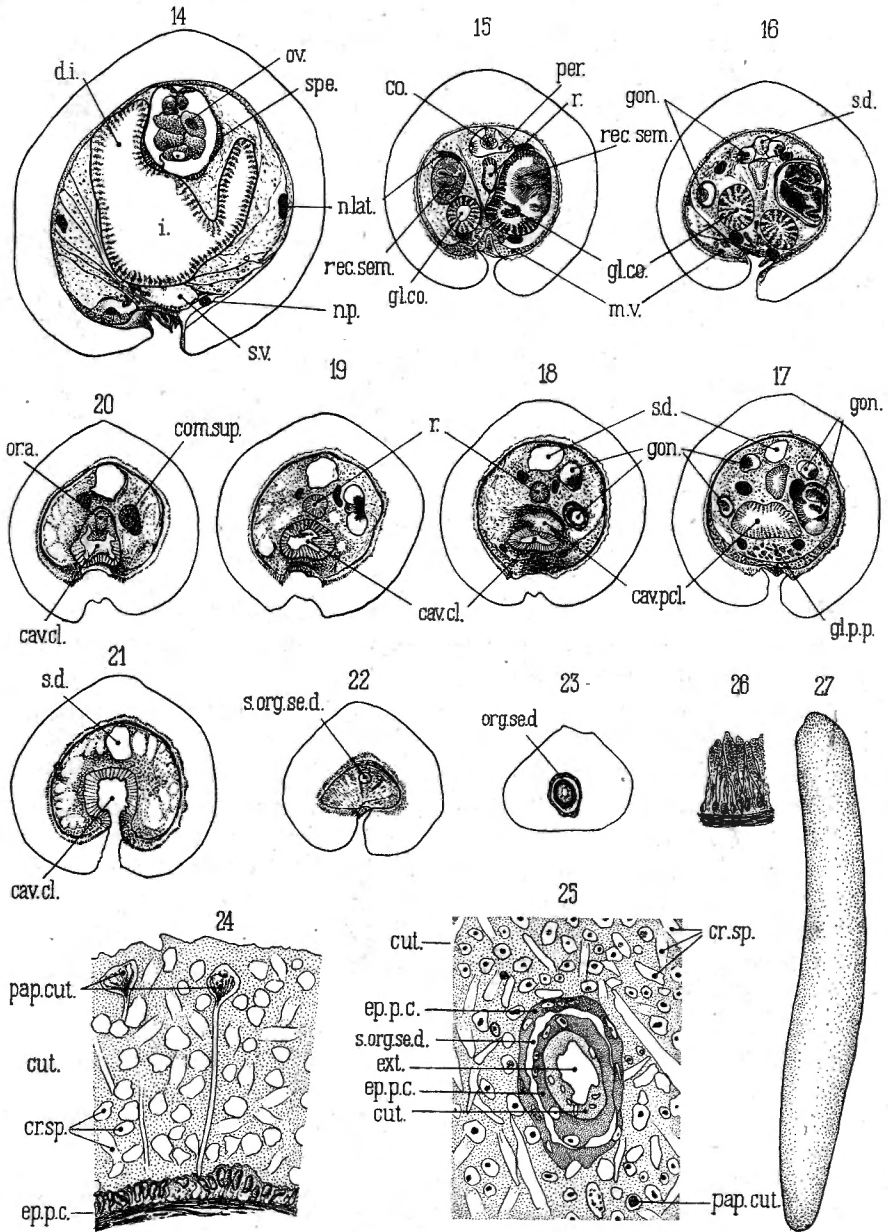 14
15
16
d.i.
ov.
spe.
n.lat.
i.
n.p.
s.v.
co.
per.
r.
rec.sem.
rec.sem.
gl.co.
gon.
s.d.
gl.co.
m.v.
20
19
18
17
or.a.
com.sup.
r.
s.d.
gon.
gon.
cav.cl.
cav.cl.
cav.p.cl.
gl.p.p.
21
22
23
26
27
s.d.
s.org.se.d.
org.se.d
cav.cl.
24
25
pap.cut.
cut.
cr.sp.
ep.p.c.
cut.
cr.sp.
ep.p.c.
s.org.se.d.
ext.
ep.p.c.
cut.
pap.cut.